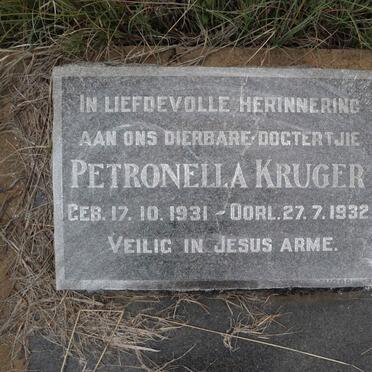 IN LIEFDEVOLLE HERINNERING
AAN ONS DIERBARE DOGTERTJIE
PETRONELLA KRUGER
GEB. 17. 10. 1931 - OORL. 27. 7. 1932
VEILIG IN JESUS ARME.